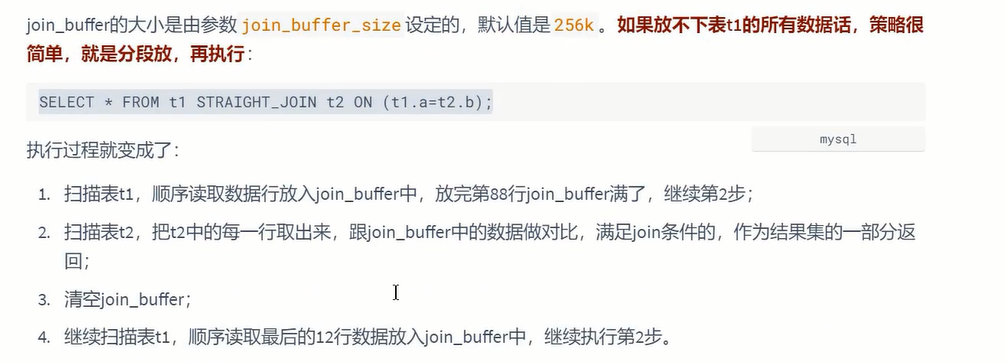 join_buffer的大小是由参数 join_buffer_size 设定的，默认值是 256k 。如果放不下表t1的所有数据话，策略很
简单，就是分段放，再执行：
SELECT * FROM t1 STRAIGHT_JOIN t2 ON (t1.a=t2.b);
mysql
执行过程就变成了：
1. 扫描表t1，顺序读取数据行放入join_buffer中，放完第88行join_buffer满了，继续第2步；
2. 扫描表t2，把t2中的每一行取出来，跟join_buffer中的数据做对比，满足join条件的，作为结果集的一部分返
回；
3. 清空join_buffer；
4. 继续扫描表t1，顺序读取最后的12行数据放入join_buffer中，继续执行第2步。